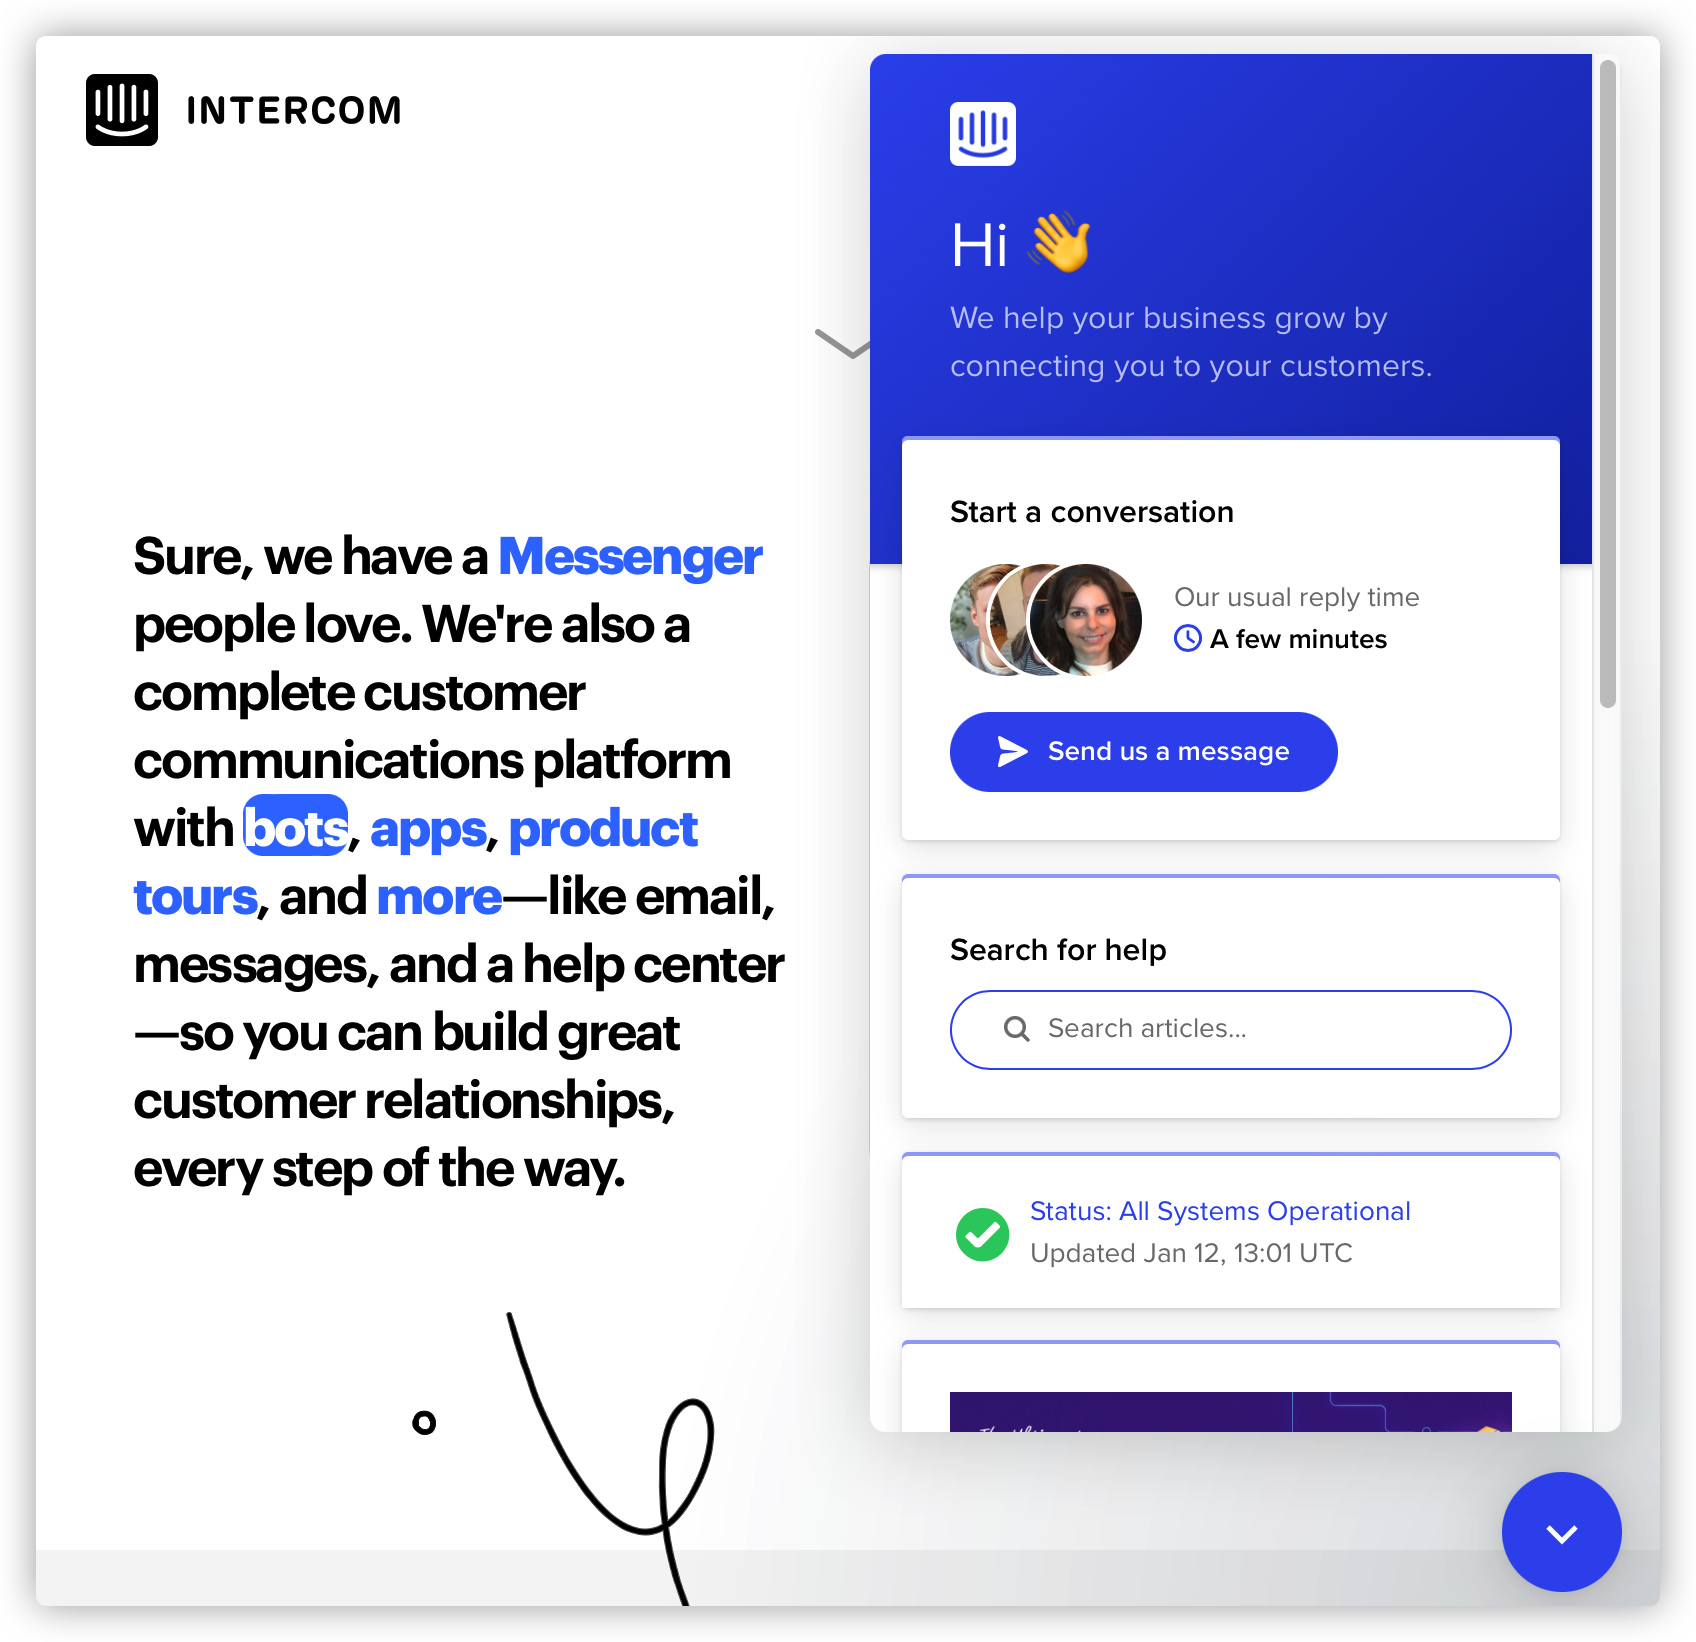 INTERCOM
Sure, we have a Messenger
people love. We're also a
complete customer
communications platform
with bots, apps, product
tours, and more—like email,
messages, and a help center
—so you can build great
customer relationships,
every step of the way.
Hi 👋
We help your business grow by
connecting you to your customers.
Start a conversation
Our usual reply time
A few minutes
Send us a message
Search for help
Search articles...
Status: All Systems Operational
Updated Jan 12, 13:01 UTC